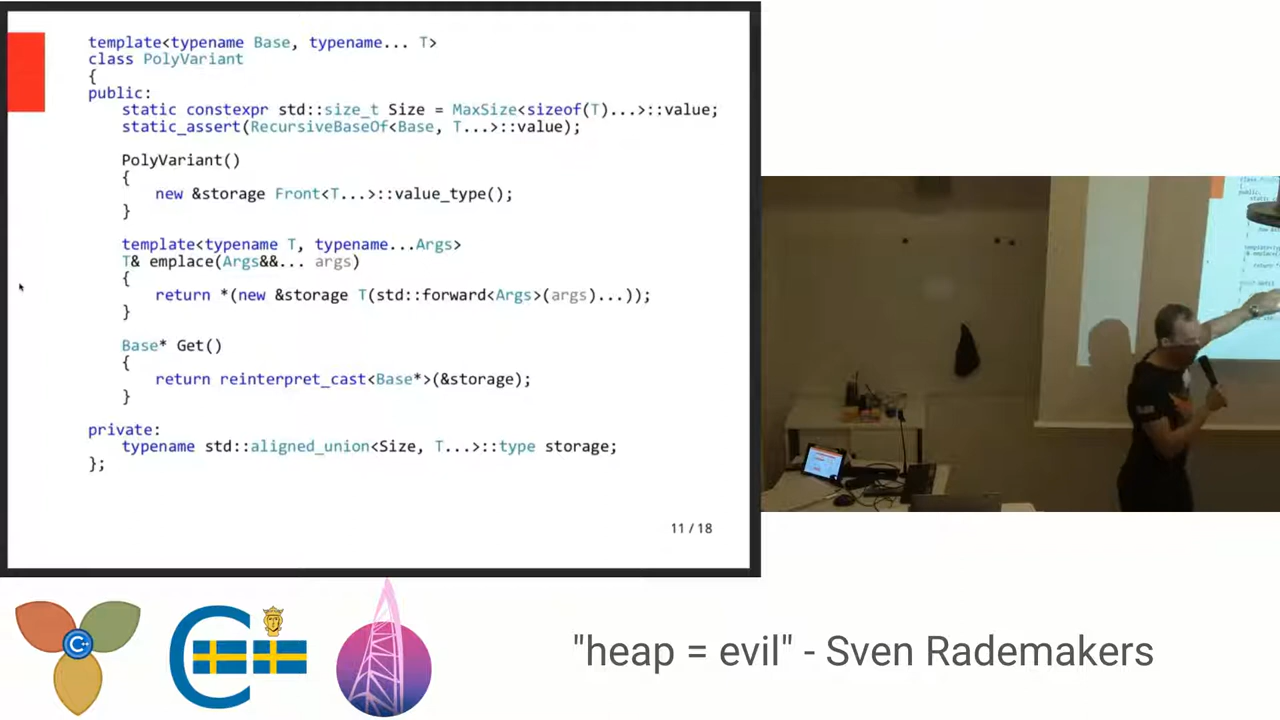 template<typename Base, typename... T>
class PolyVariant
{
public:
static constexpr std::size_t Size = MaxSize<sizeof(T)...>::value;
static_assert(RecursiveBaseOf<Base, T...>::value);
PolyVariant()
{
new &storage Front<T...>::value_type();
}
template<typename T, typename...Args>
T& emplace(Args&&... args)
{
return *(new &storage T(std::forward<Args>(args)...));
}
Base* Get()
{
return reinterpret_cast<Base*>(&storage);
}
private:
typename std::aligned_union<Size, T...>::type storage;
};
11 / 18
C++
"heap = evil" - Sven Rademakers